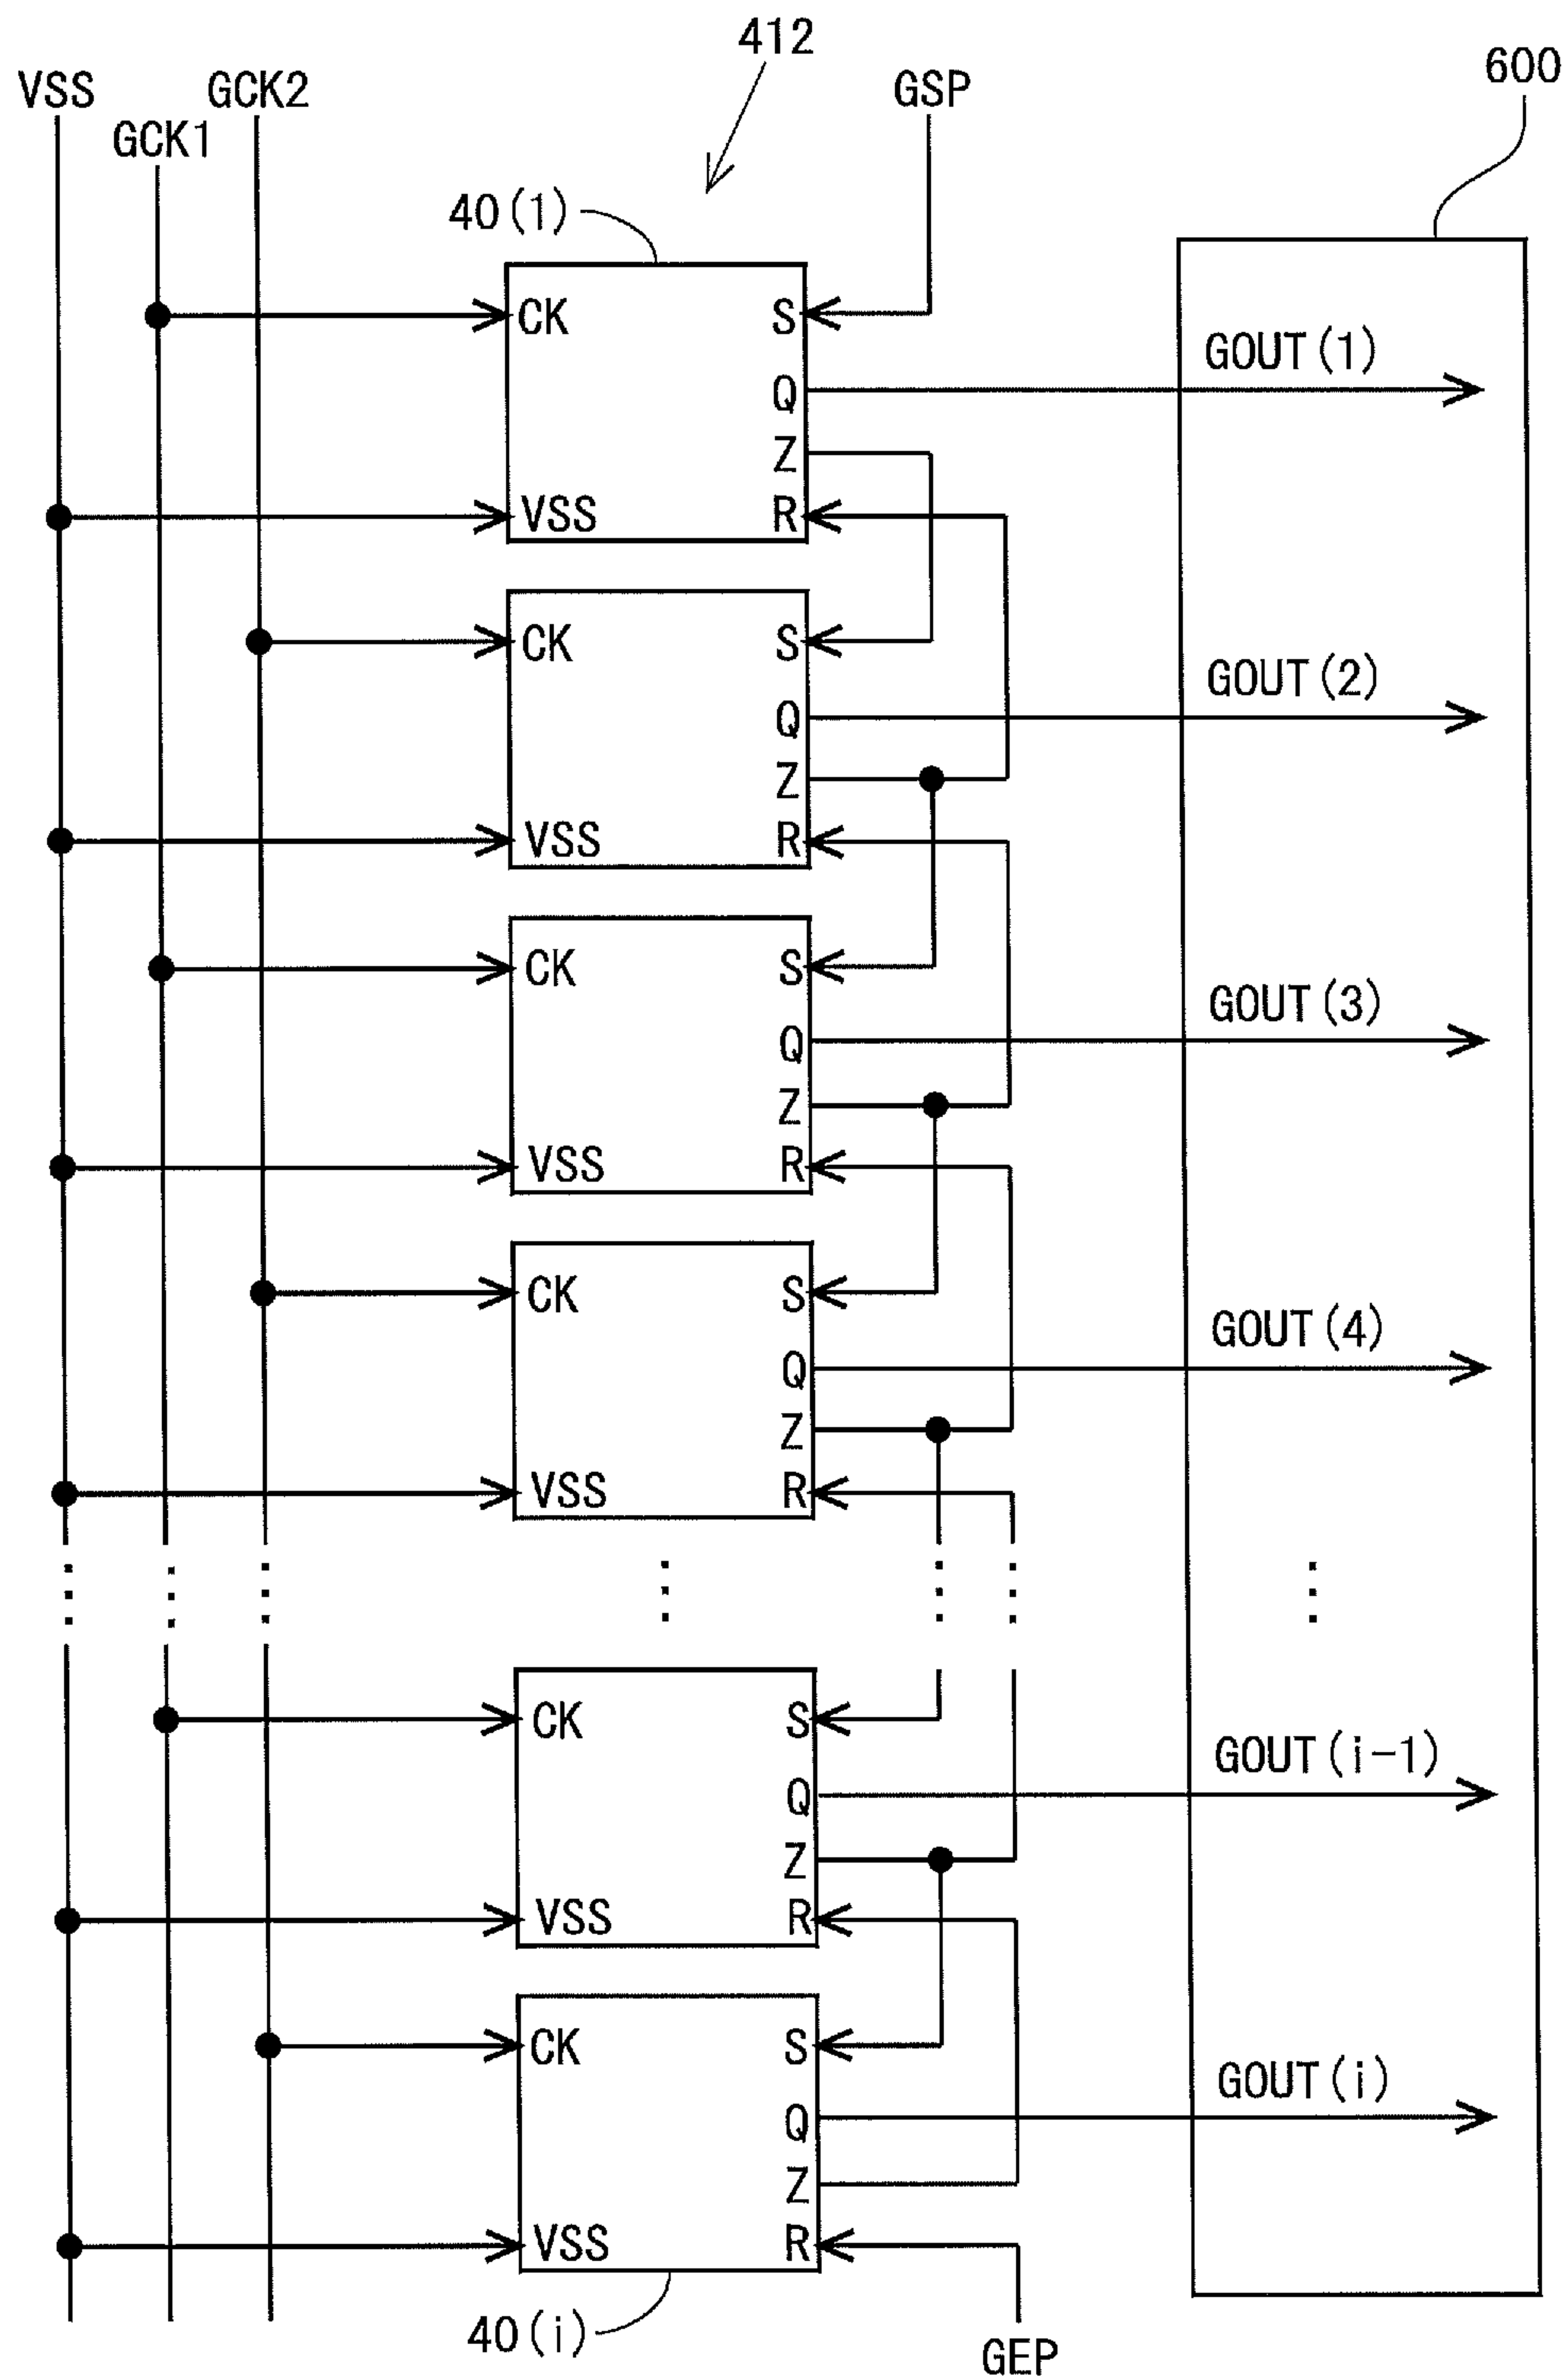 412
600
VSS
GCK2
GSP
GCK1
40(1)
CK
S
GOUT(1)
Q
Z
VSS
R
CK
S
GOUT(2)
Q
Z
VSS
R
CK
S
GOUT(3)
Q
Z
VSS
R
CK
S
GOUT(4)
Q
Z
VSS
R
CK
S
GOUT(i-1)
Q
Z
VSS
R
CK
S
GOUT(i)
Q
Z
VSS
R
40(i)
GEP